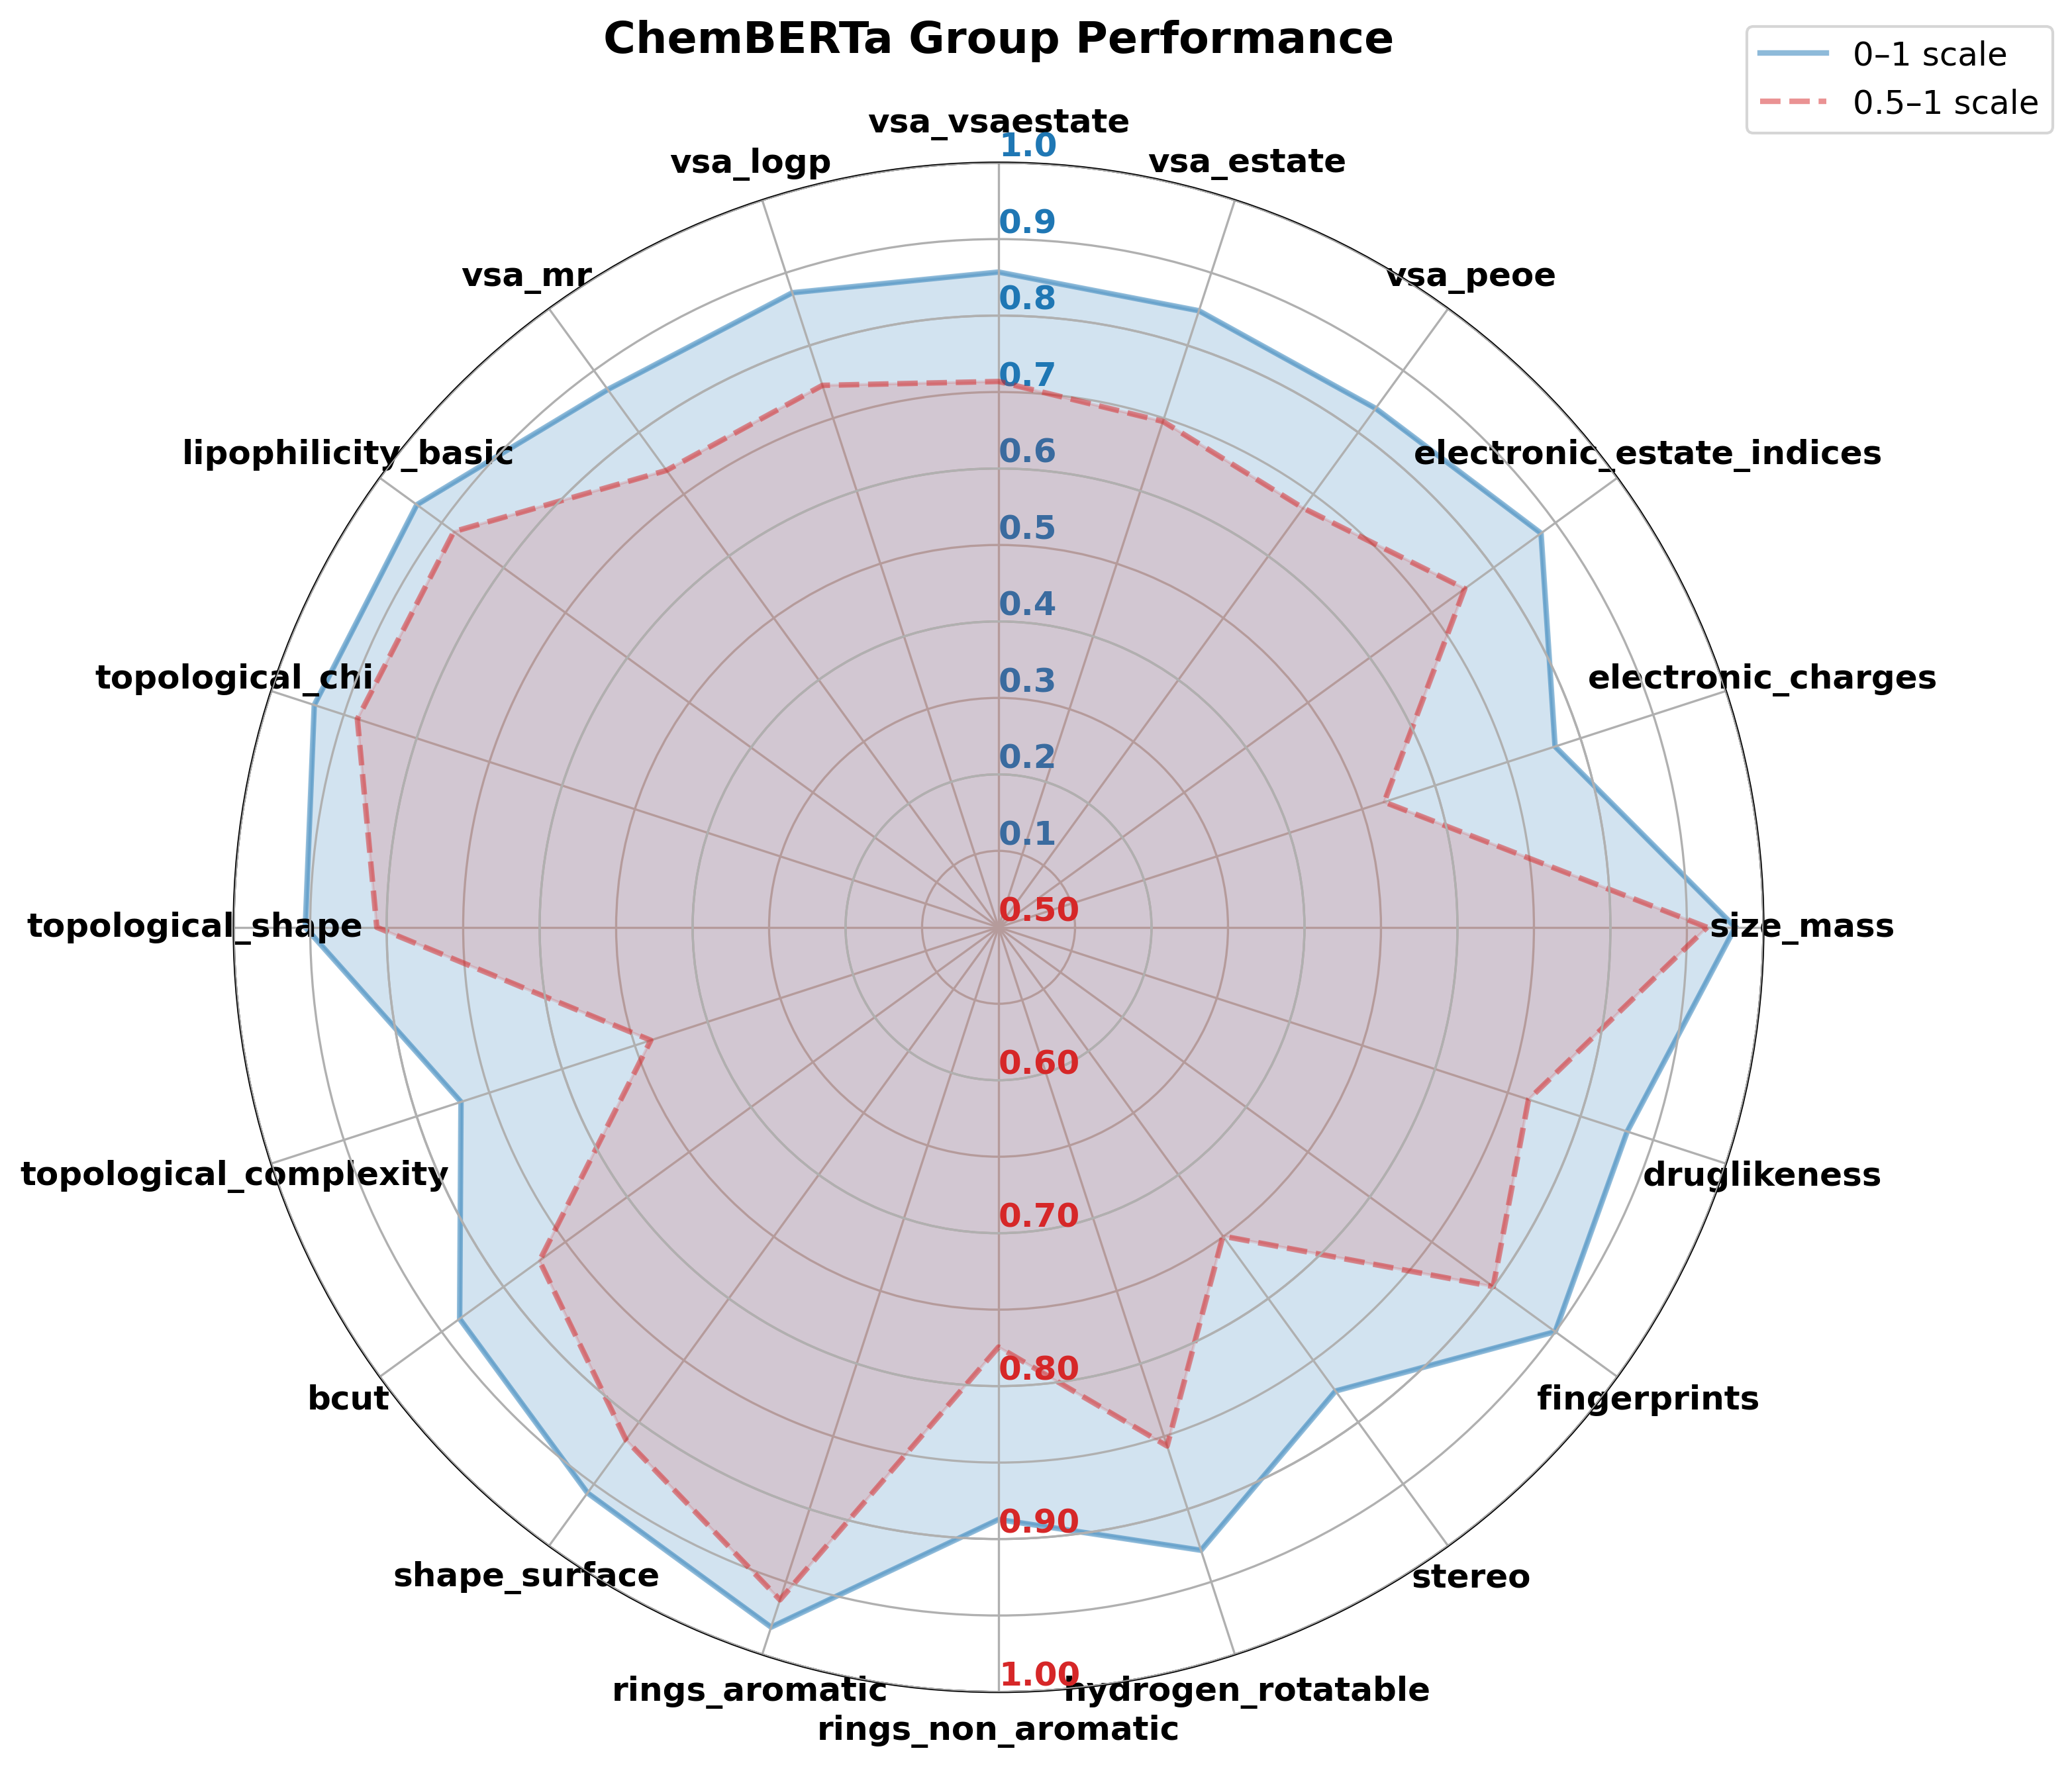 ChemBERTa Group Performance
0–1 scale
0.5–1 scale
vsa_vsaestate
1.0
vsa_logp
vsa_estate
0.9
vsa_mr
vsa_peoe
0.8
0.7
lipophilicity_basic
0.6
electronic_estate_indices
0.5
0.4
topological_chi
0.3
electronic_charges
0.2
0.1
topological_shape
0.50
size_mass
0.60
topological_complexity
druglikeness
0.70
0.80
bcut
fingerprints
0.90
shape_surface
stereo
1.00
rings_aromatic
hydrogen_rotatable
rings_non_aromatic